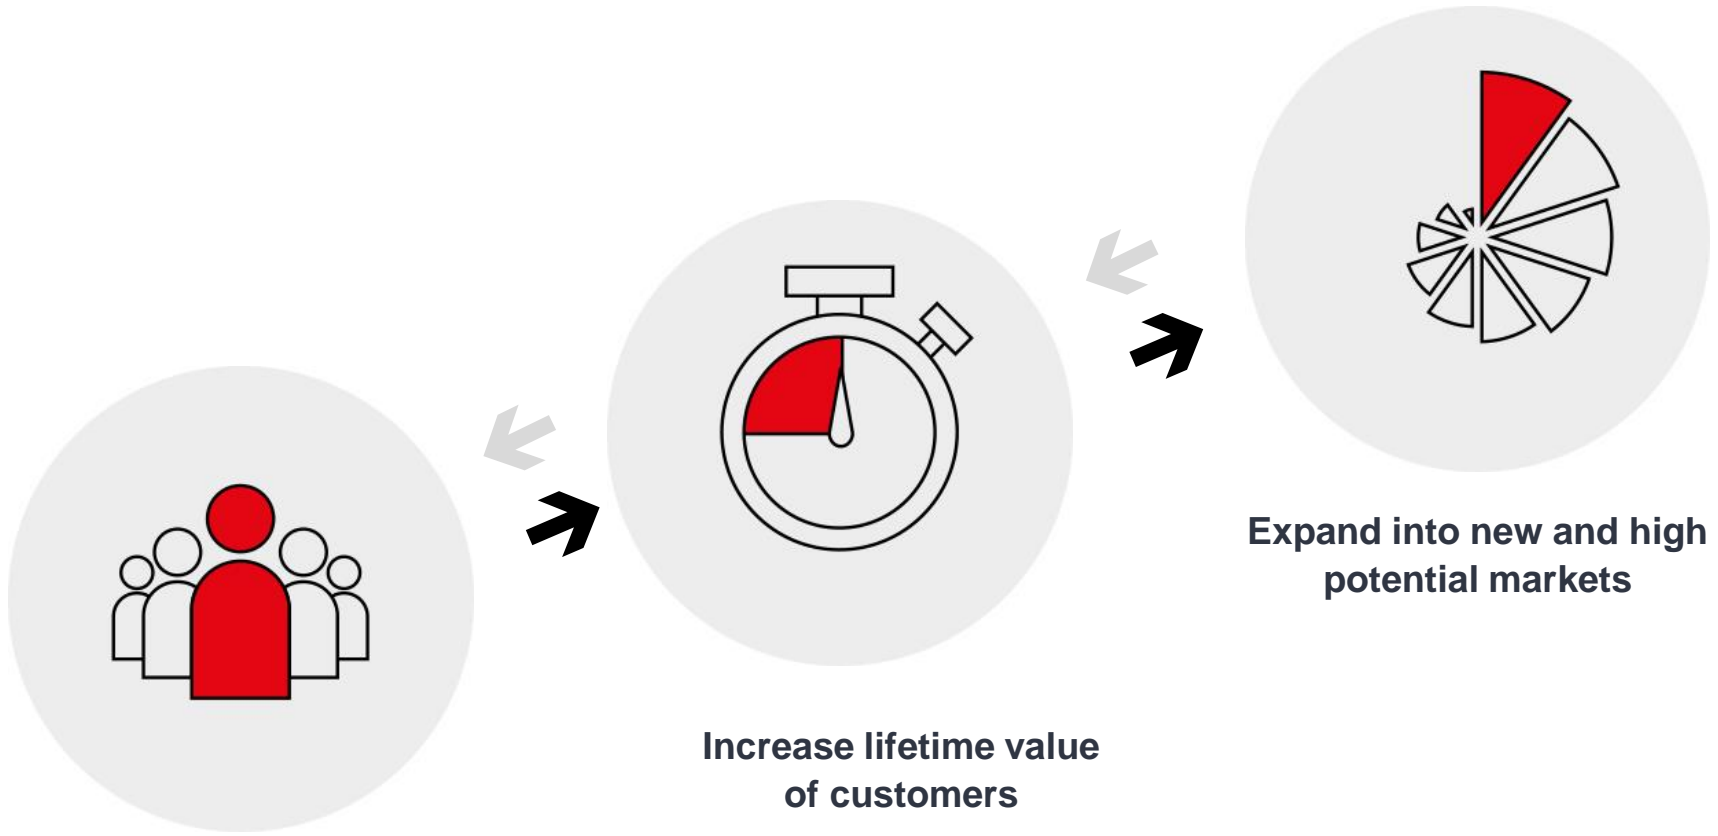 Expand into new and high
potential markets
Increase lifetime value
of customers